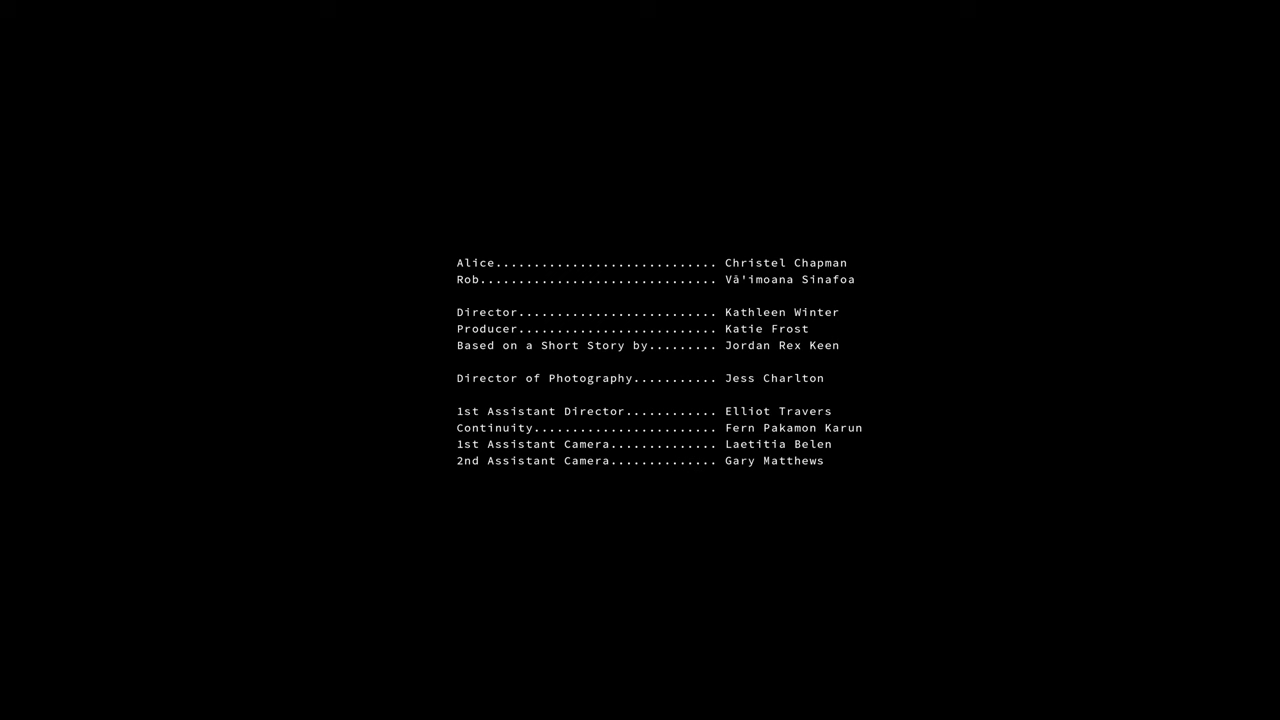 Alice............................. Christel Chapman
Rob............................... Vā'imoana Sinafoa
Director.......................... Kathleen Winter
Producer.......................... Katie Frost
Based on a Short Story by......... Jordan Rex Keen
Director of Photography........... Jess Charlton
1st Assistant Director............ Elliot Travers
Continuity........................ Fern Pakamon Karun
1st Assistant Camera.............. Laetitia Belen
2nd Assistant Camera.............. Gary Matthews